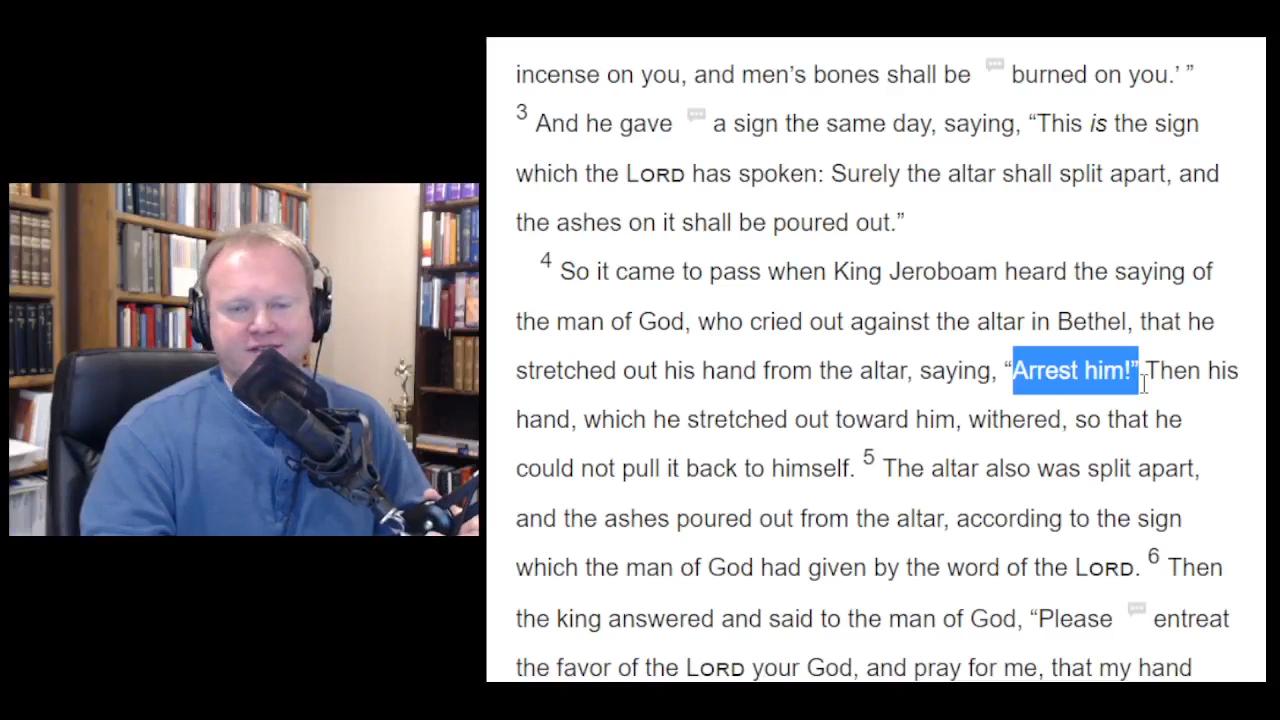 incense on you, and men’s bones shall be burned on you.’ ”
3 And he gave a sign the same day, saying, “This is the sign
which the LORD has spoken: Surely the altar shall split apart, and
the ashes on it shall be poured out.”
4 So it came to pass when King Jeroboam heard the saying of
the man of God, who cried out against the altar in Bethel, that he
stretched out his hand from the altar, saying, “Arrest him!” Then his
hand, which he stretched out toward him, withered, so that he
could not pull it back to himself. 5 The altar also was split apart,
and the ashes poured out from the altar, according to the sign
which the man of God had given by the word of the LORD. 6 Then
the king answered and said to the man of God, “Please entreat
the favor of the LORD your God, and pray for me, that my hand